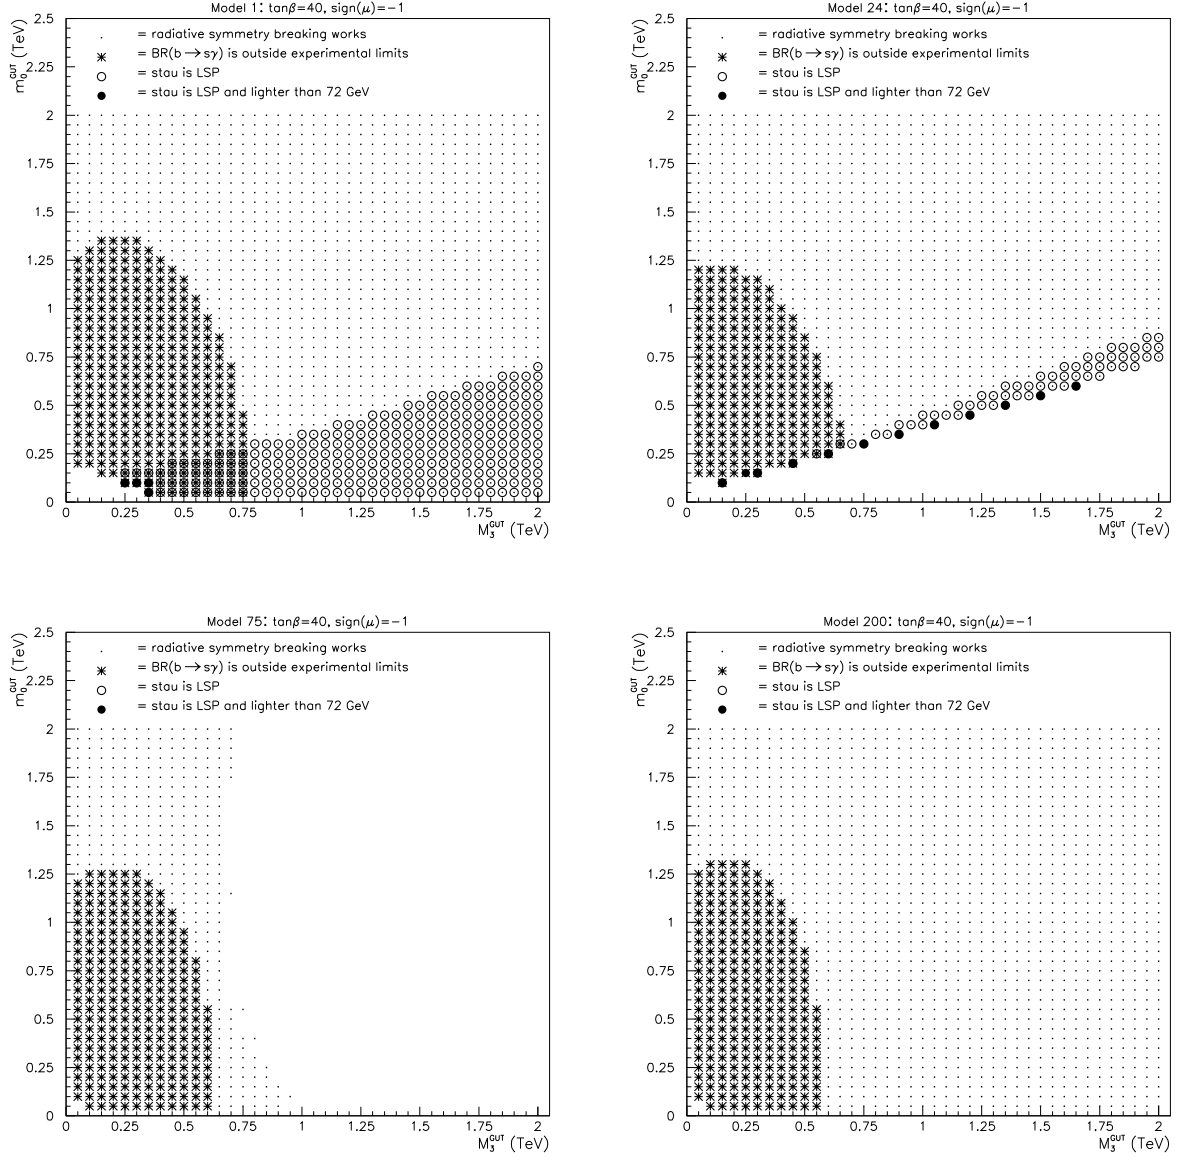 Model 1: tanβ=40, sign(μ)=−1
m₀ᴳᵁᵀ (TeV)
2.5
2.25
2
1.75
1.5
1.25
1
0.75
0.5
0.25
0
= radiative symmetry breaking works
= BR(b→sγ) is outside experimental limits
= stau is LSP
= stau is LSP and lighter than 72 GeV
0 0.25 0.5 0.75 1 1.25 1.5 1.75 2
M₃ᴳᵁᵀ (TeV)
Model 24: tanβ=40, sign(μ)=−1
m₀ᴳᵁᵀ (TeV)
2.5
2.25
2
1.75
1.5
1.25
1
0.75
0.5
0.25
0
= radiative symmetry breaking works
= BR(b→sγ) is outside experimental limits
= stau is LSP
= stau is LSP and lighter than 72 GeV
0 0.25 0.5 0.75 1 1.25 1.5 1.75 2
M₃ᴳᵁᵀ (TeV)
Model 75: tanβ=40, sign(μ)=−1
m₀ᴳᵁᵀ (TeV)
2.5
2.25
2
1.75
1.5
1.25
1
0.75
0.5
0.25
0
= radiative symmetry breaking works
= BR(b→sγ) is outside experimental limits
= stau is LSP
= stau is LSP and lighter than 72 GeV
0 0.25 0.5 0.75 1 1.25 1.5 1.75 2
M₃ᴳᵁᵀ (TeV)
Model 200: tanβ=40, sign(μ)=−1
m₀ᴳᵁᵀ (TeV)
2.5
2.25
2
1.75
1.5
1.25
1
0.75
0.5
0.25
0
= radiative symmetry breaking works
= BR(b→sγ) is outside experimental limits
= stau is LSP
= stau is LSP and lighter than 72 GeV
0 0.25 0.5 0.75 1 1.25 1.5 1.75 2
M₃ᴳᵁᵀ (TeV)